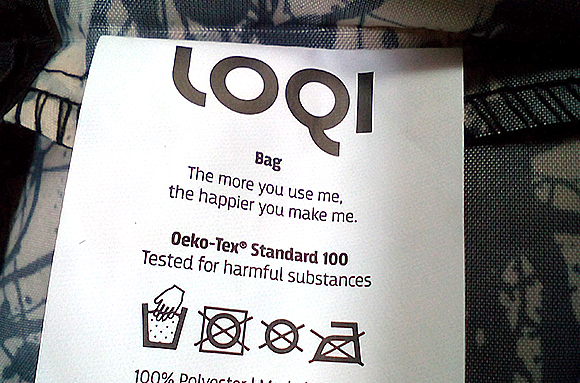 LOQI
Bag
The more you use me,
the happier you make me.
Oeko-Tex® Standard 100
Tested for harmful substances
100% Polyester |